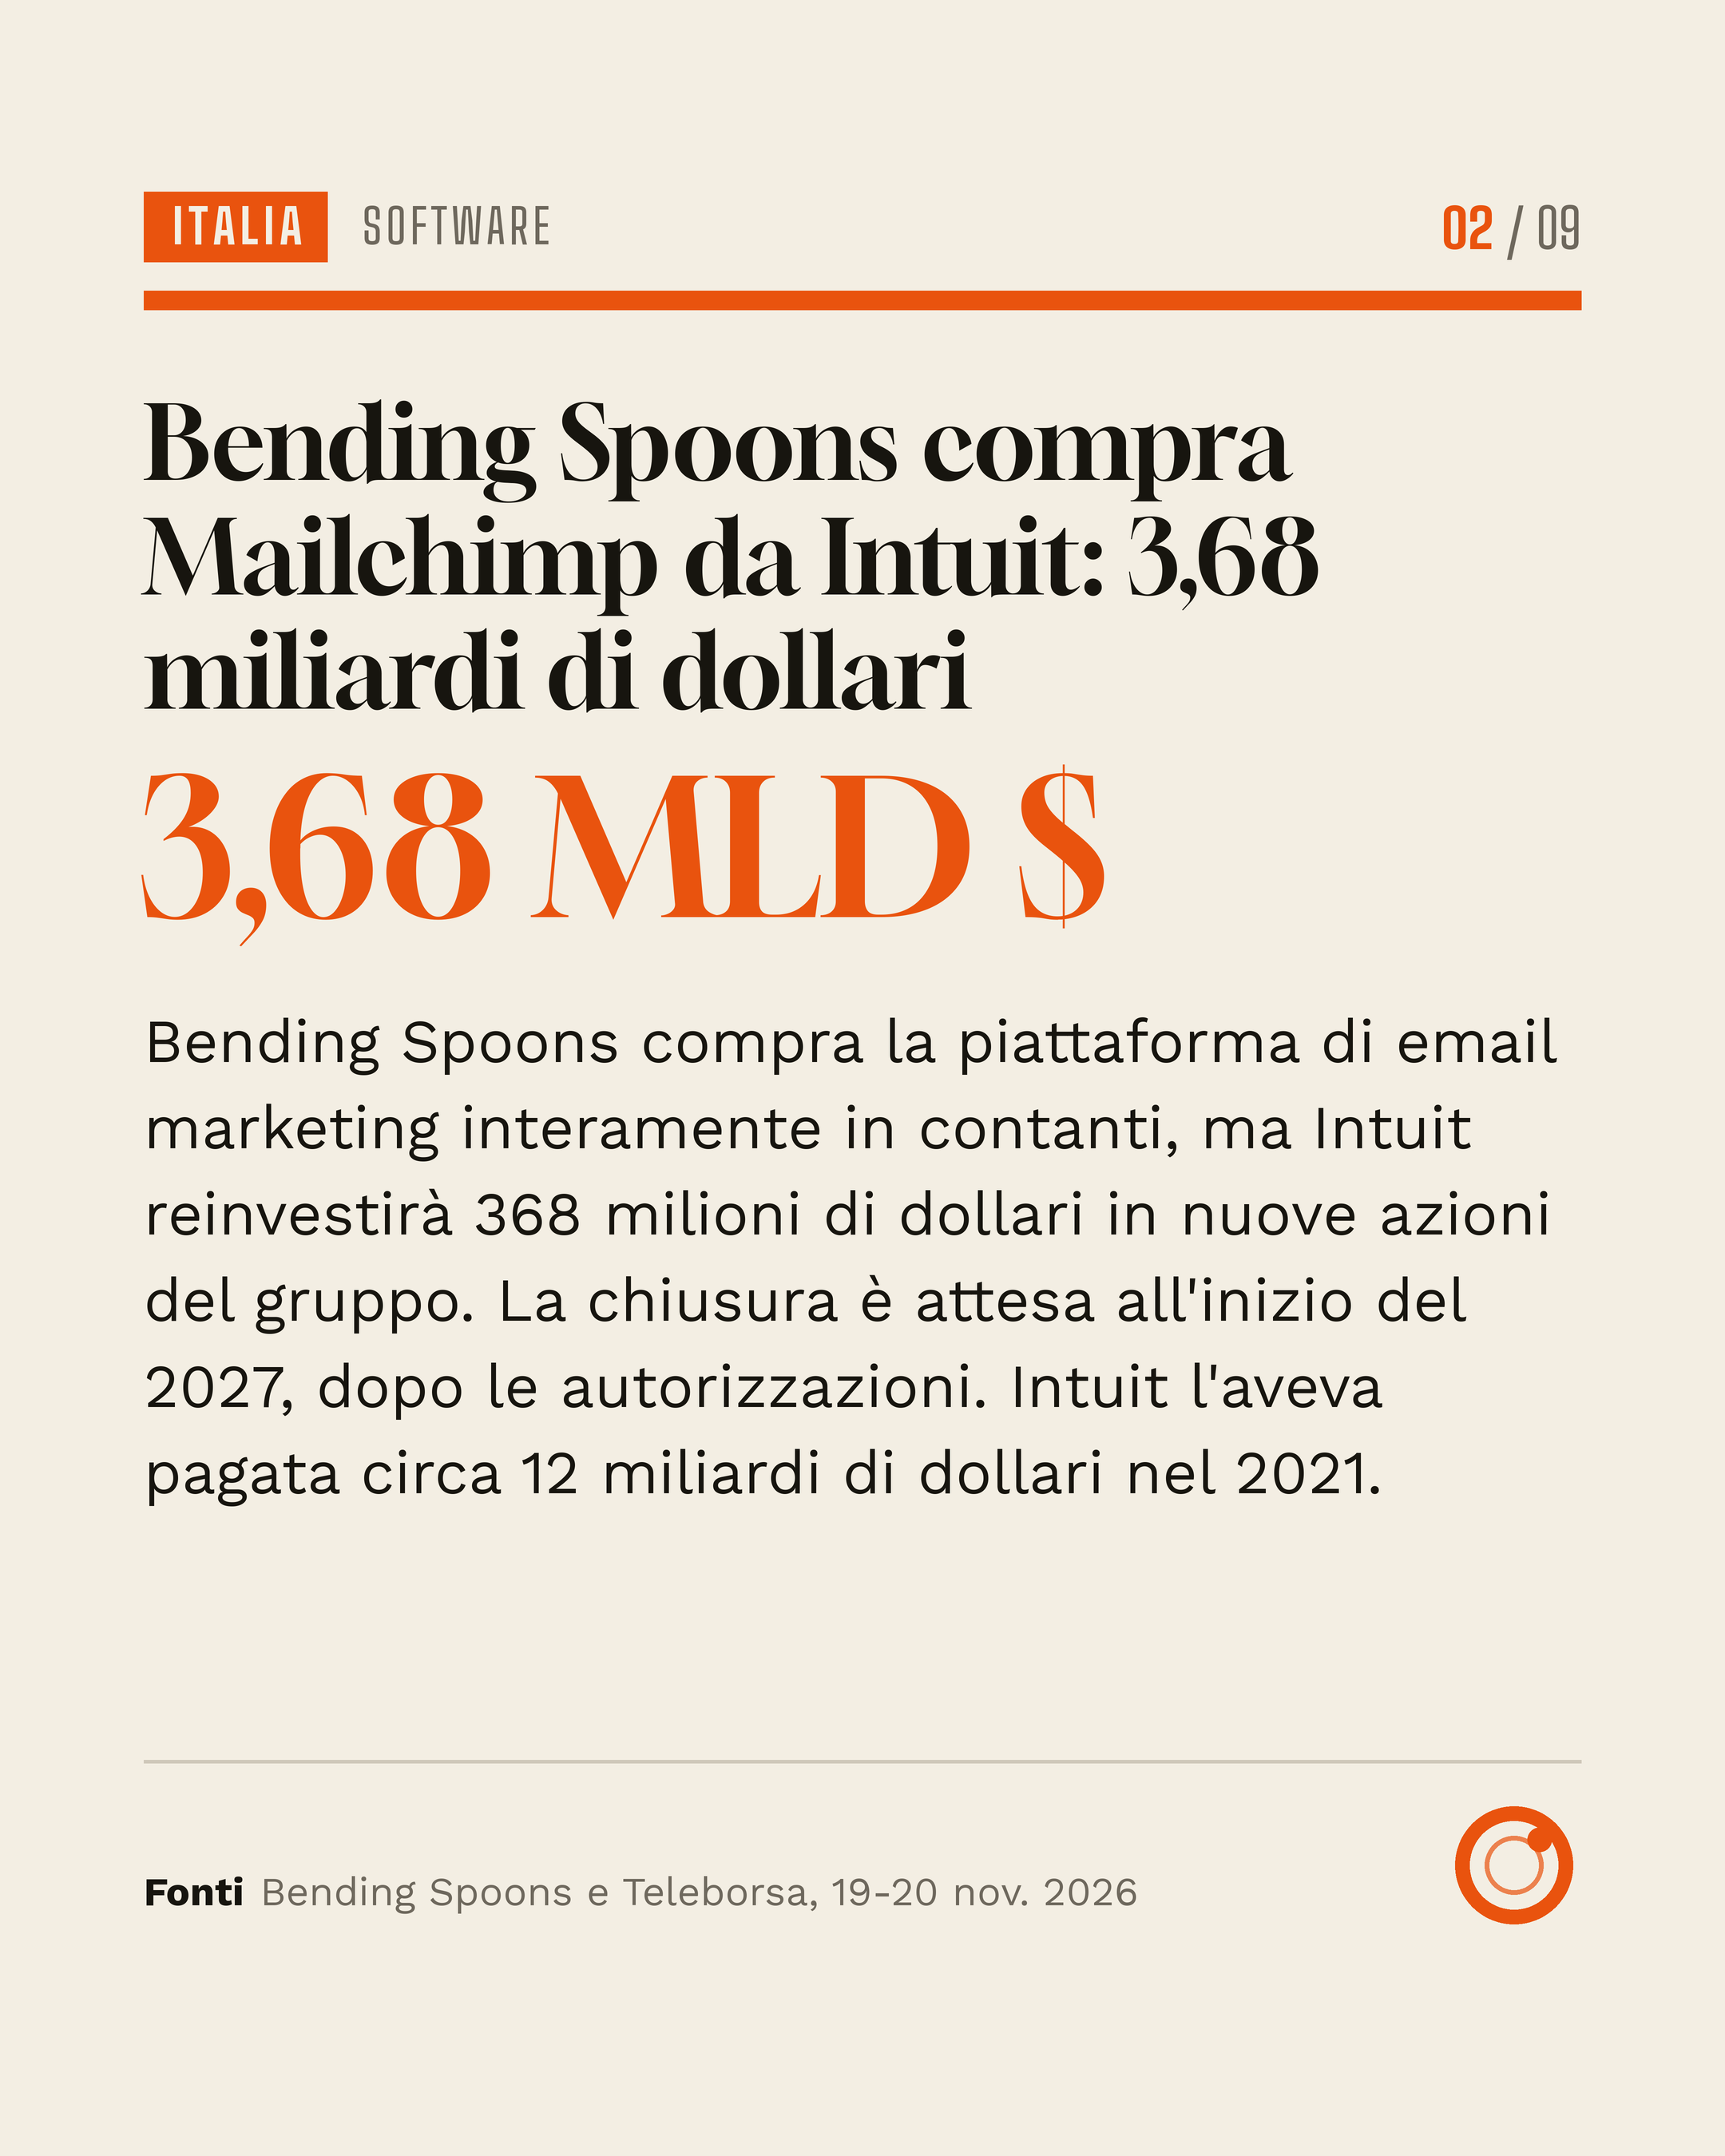 ITALIA SOFTWARE 02 / 09
Bending Spoons compra
Mailchimp da Intuit: 3,68
miliardi di dollari
3,68 MLD $
Bending Spoons compra la piattaforma di email
marketing interamente in contanti, ma Intuit
reinvestirà 368 milioni di dollari in nuove azioni
del gruppo. La chiusura è attesa all'inizio del
2027, dopo le autorizzazioni. Intuit l'aveva
pagata circa 12 miliardi di dollari nel 2021.
Fonti Bending Spoons e Teleborsa, 19-20 nov. 2026